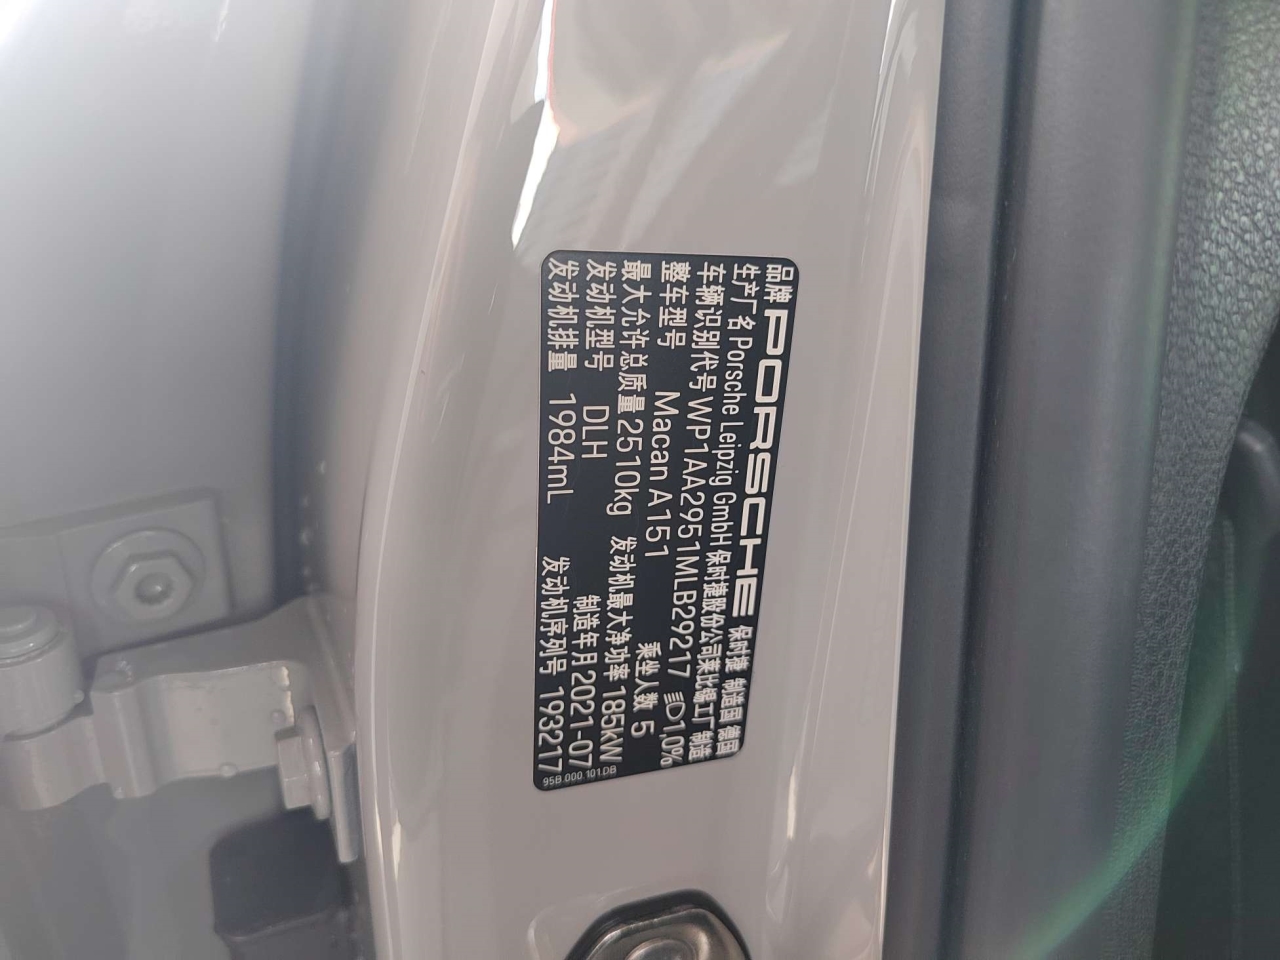 品牌 PORSCHE 保时捷 制造国 德国
生产厂名 Porsche Leipzig GmbH 保时捷股份公司莱比锡工厂 制造
车辆识别代号 WP1AA2951MLB29217 1,0%
整车型号 Macan A151 乘坐人数 5
最大允许总质量 2510kg 发动机最大净功率 185kW
发动机型号 DLH 制造年月 2021-07
发动机排量 1984mL 发动机序列号 193217
95B.000.101.DB